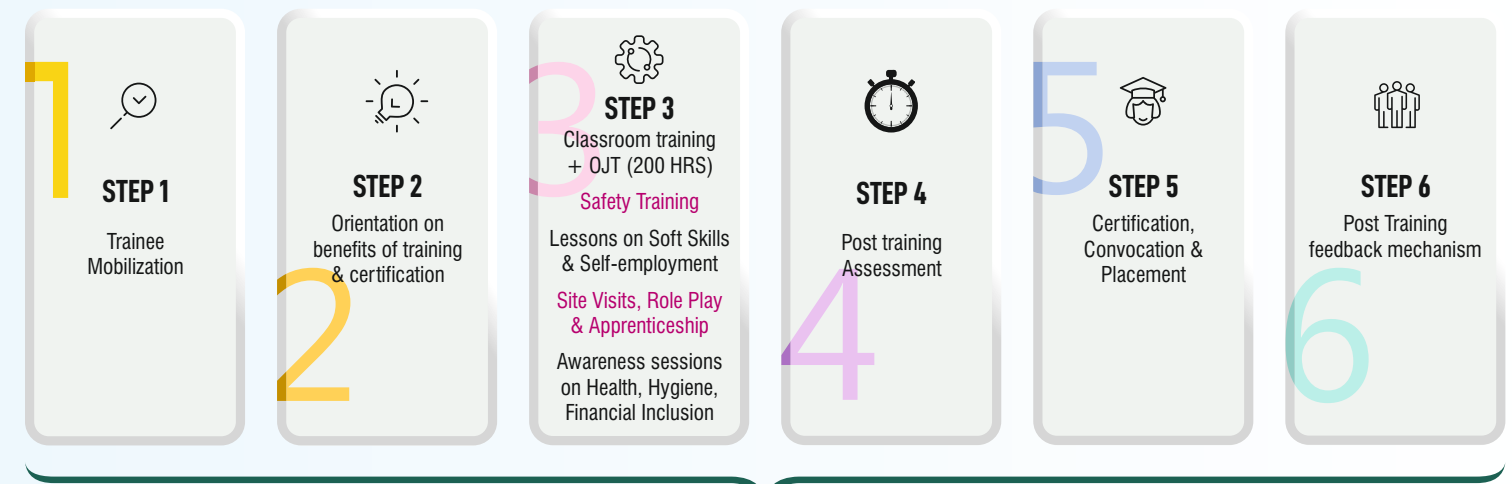 1
STEP 1
Trainee
Mobilization
2
STEP 2
Orientation on
benefits of training
& certification
3
STEP 3
Classroom training
+ OJT (200 HRS)
Safety Training
Lessons on Soft Skills
& Self-employment
Site Visits, Role Play
& Apprenticeship
Awareness sessions
on Health, Hygiene,
Financial Inclusion
4
STEP 4
Post training
Assessment
5
STEP 5
Certification,
Convocation &
Placement
6
STEP 6
Post Training
feedback mechanism